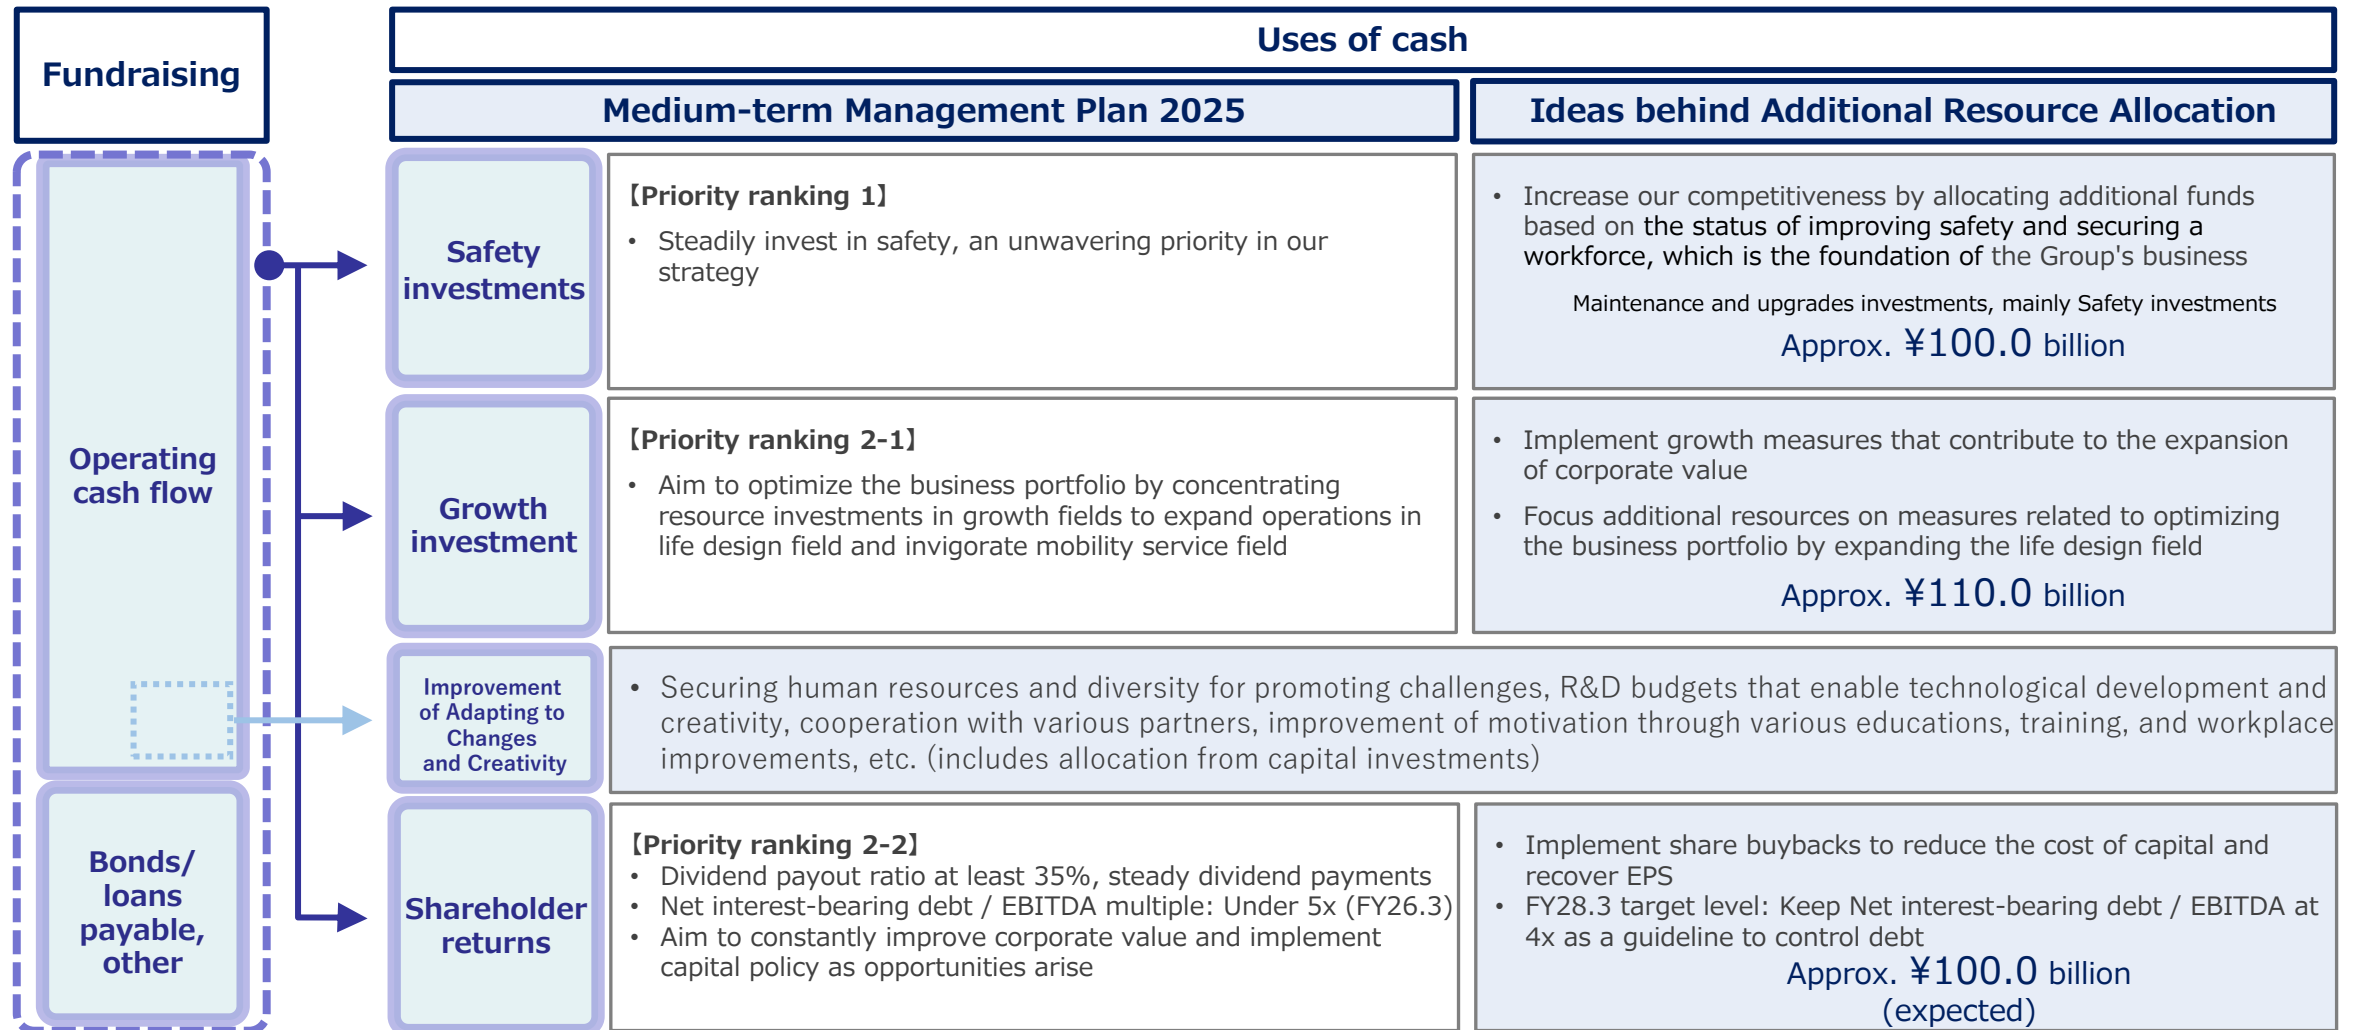 Fundraising
Uses of cash
Medium-term Management Plan 2025
Ideas behind Additional Resource Allocation
Operating
cash flow
Bonds/
loans
payable,
other
Safety
investments
【Priority ranking 1】
• Steadily invest in safety, an unwavering priority in our
strategy
• Increase our competitiveness by allocating additional funds
based on the status of improving safety and securing a
workforce, which is the foundation of the Group's business
Maintenance and upgrades investments, mainly Safety investments
Approx. ¥100.0 billion
Growth
investment
【Priority ranking 2-1】
• Aim to optimize the business portfolio by concentrating
resource investments in growth fields to expand operations in
life design field and invigorate mobility service field
• Implement growth measures that contribute to the expansion
of corporate value
• Focus additional resources on measures related to optimizing
the business portfolio by expanding the life design field
Approx. ¥110.0 billion
Improvement
of Adapting to
Changes
and Creativity
• Securing human resources and diversity for promoting challenges, R&D budgets that enable technological development and
creativity, cooperation with various partners, improvement of motivation through various educations, training, and workplace
improvements, etc. (includes allocation from capital investments)
Shareholder
returns
【Priority ranking 2-2】
• Dividend payout ratio at least 35%, steady dividend payments
• Net interest-bearing debt / EBITDA multiple: Under 5x (FY26.3)
• Aim to constantly improve corporate value and implement
capital policy as opportunities arise
• Implement share buybacks to reduce the cost of capital and
recover EPS
• FY28.3 target level: Keep Net interest-bearing debt / EBITDA at
4x as a guideline to control debt
Approx. ¥100.0 billion
(expected)